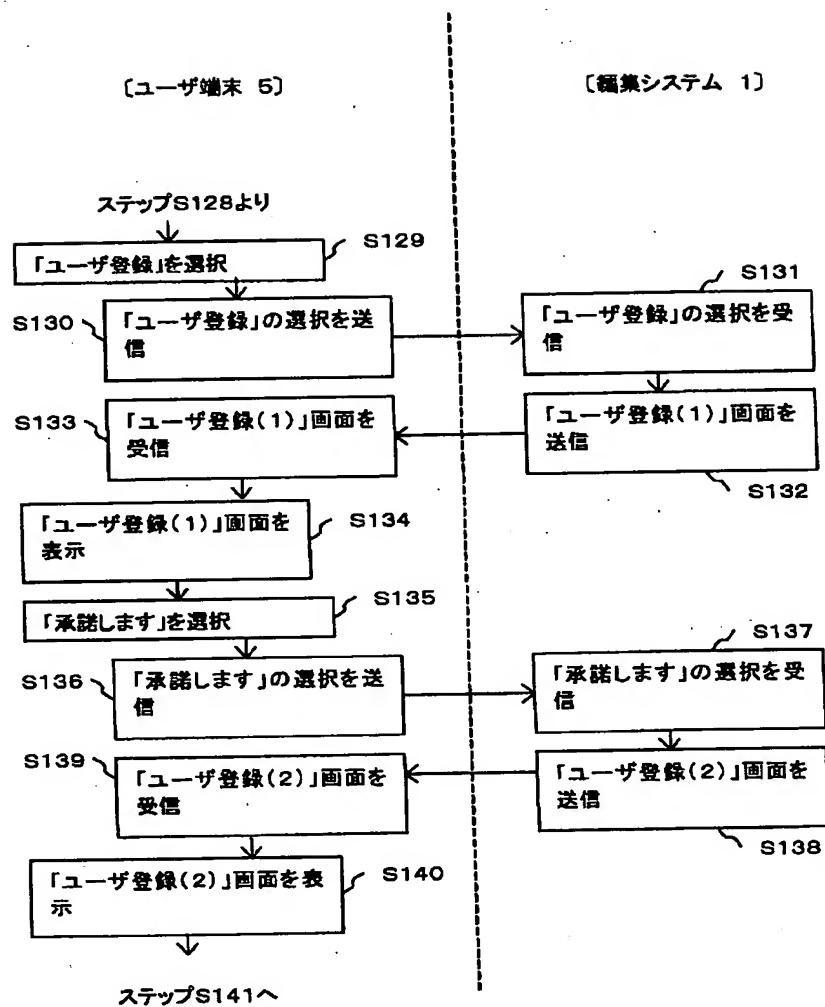 〔ユーザ端末 5〕
〔編集システム 1〕
ステップS128より
「ユーザ登録」を選択
S129
S130
「ユーザ登録」の選択を送
信
S131
「ユーザ登録」の選択を受
信
S133
「ユーザ登録(1)」画面を
受信
「ユーザ登録(1)」画面を
送信
S132
「ユーザ登録(1)」画面を
表示
S134
「承諾します」を選択
S135
S136
「承諾します」の選択を送
信
S137
「承諾します」の選択を受
信
S139
「ユーザ登録(2)」画面を
受信
「ユーザ登録(2)」画面を
送信
S138
「ユーザ登録(2)」画面を表
示
S140
ステップS141へ